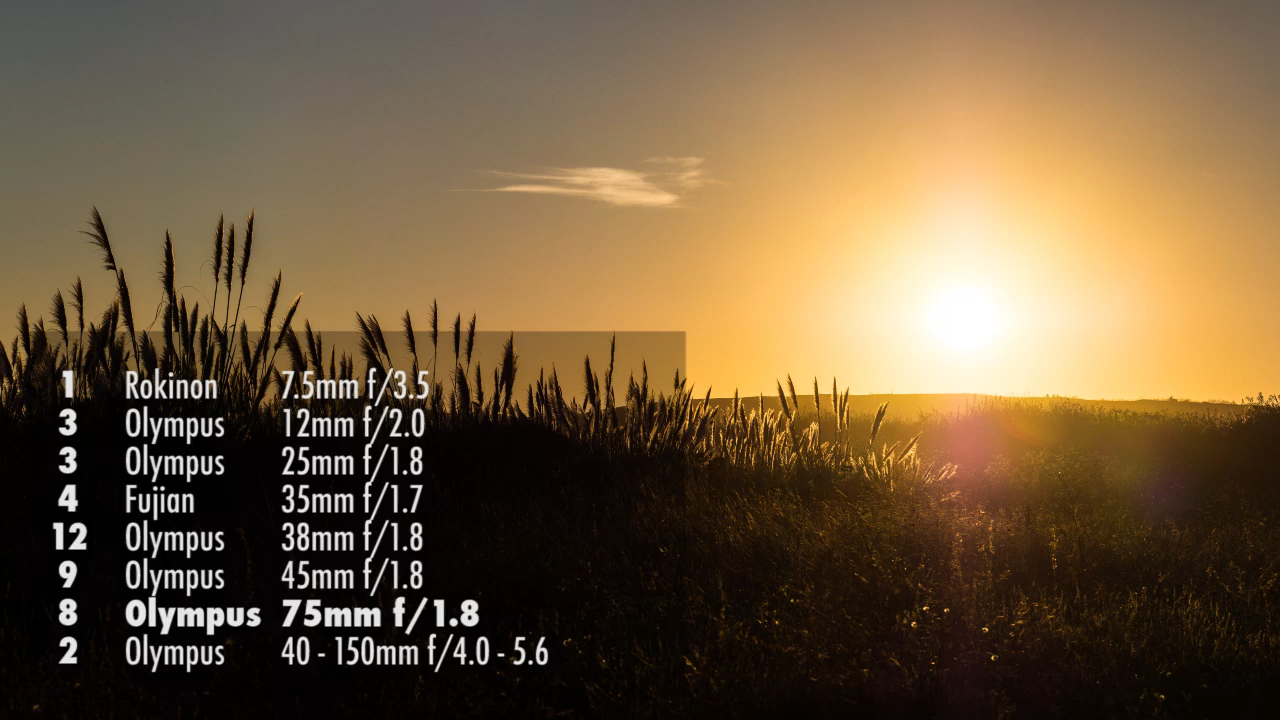 1 Rokinon 7.5mm f/3.5
3 Olympus 12mm f/2.0
3 Olympus 25mm f/1.8
4 Fujian 35mm f/1.7
12 Olympus 38mm f/1.8
9 Olympus 45mm f/1.8
8 Olympus 75mm f/1.8
2 Olympus 40 - 150mm f/4.0 - 5.6